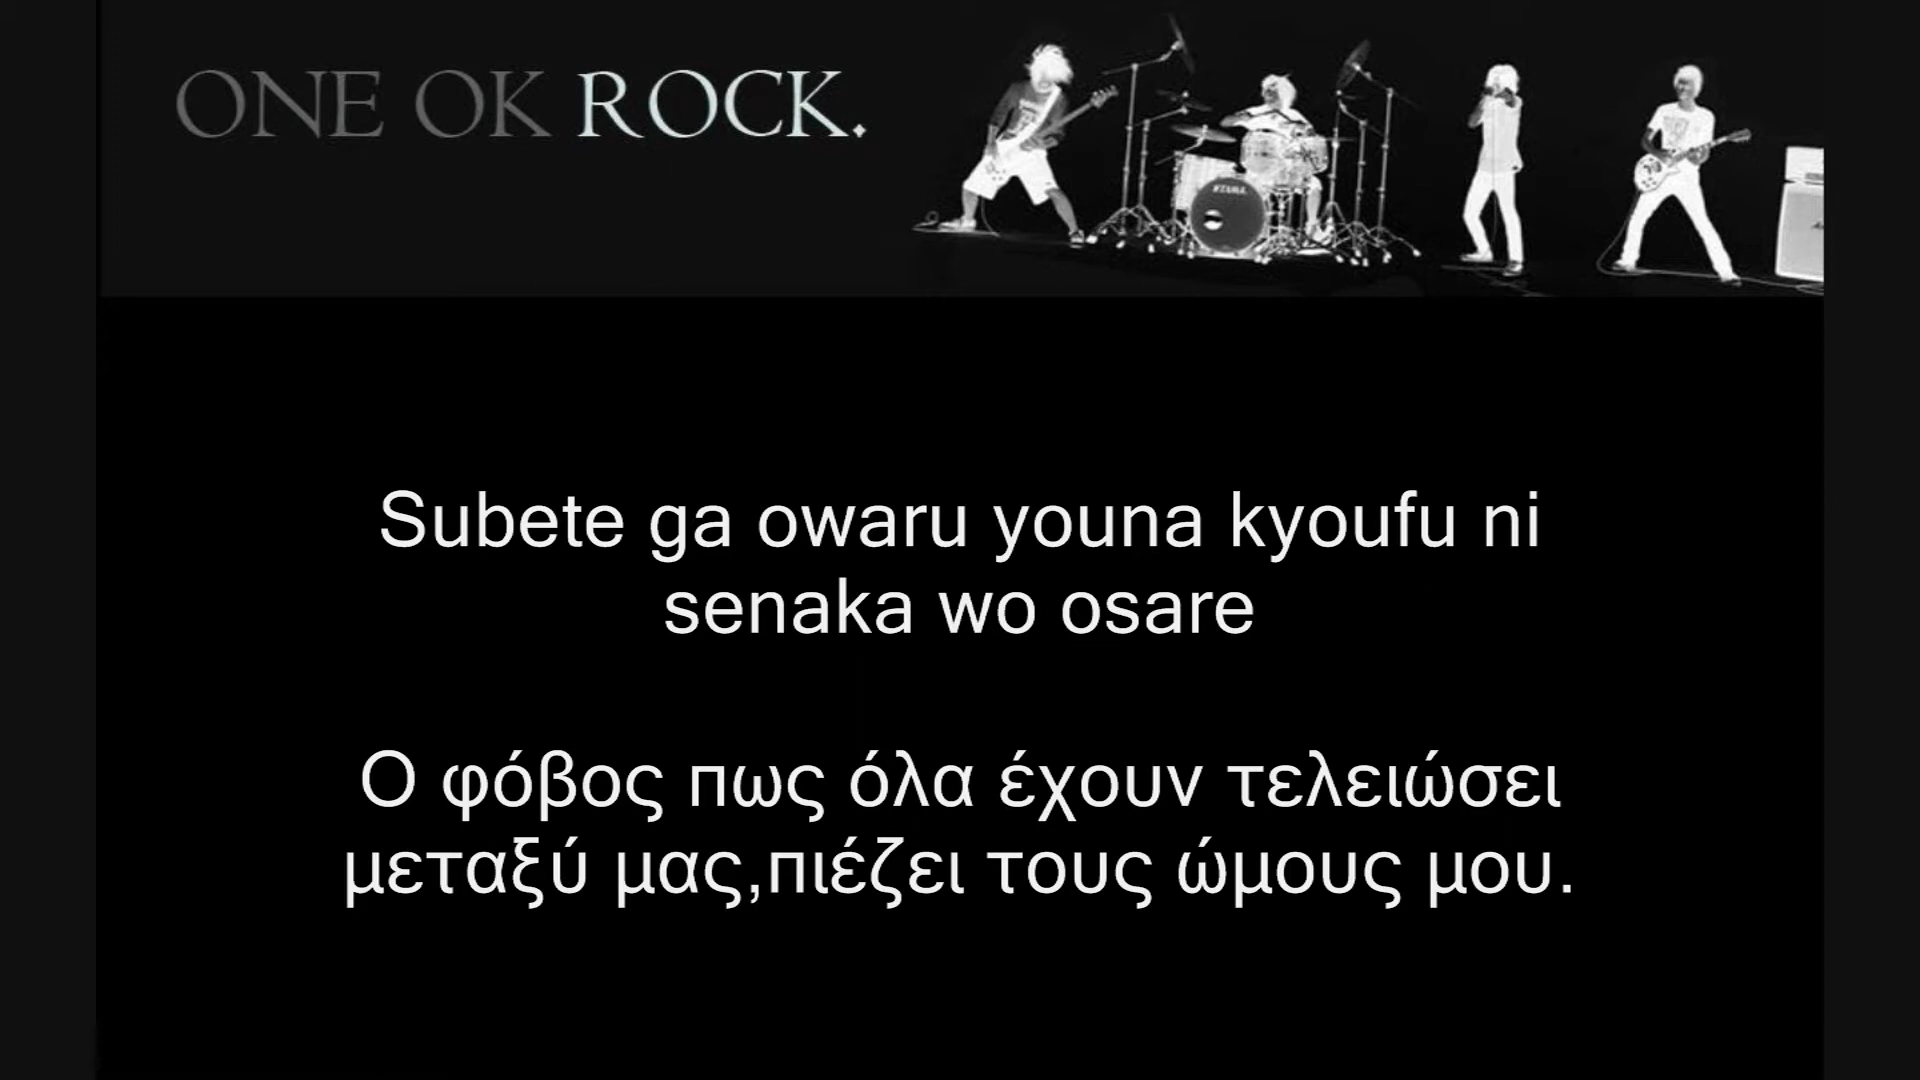 ONE OK ROCK.
TAMA
Subete ga owaru youna kyoufu ni
senaka wo osare
Ο φόβος πως όλα έχουν τελειώσει
μεταξύ μας,πιέζει τους ώμους μου.